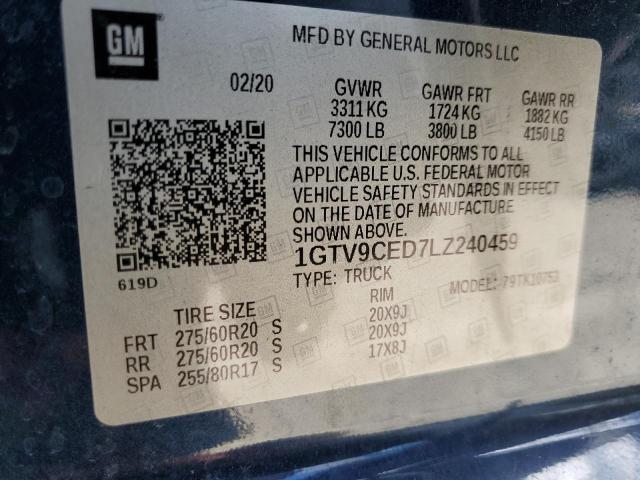 GM
MFD BY GENERAL MOTORS LLC
02/20 GVWR GAWR FRT GAWR RR
3311 KG 1724 KG 1882 KG
7300 LB 3800 LB 4150 LB
THIS VEHICLE CONFORMS TO ALL
APPLICABLE U.S. FEDERAL MOTOR
VEHICLE SAFETY STANDARDS IN EFFECT
ON THE DATE OF MANUFACTURE
SHOWN ABOVE.
1GTV9CED7LZ240459
619D
TYPE: TRUCK MODEL: 79TK10753
TIRE SIZE RIM
FRT 275/60R20 S 20X9J
RR 275/60R20 S 20X9J
SPA 255/80R17 S 17X8J